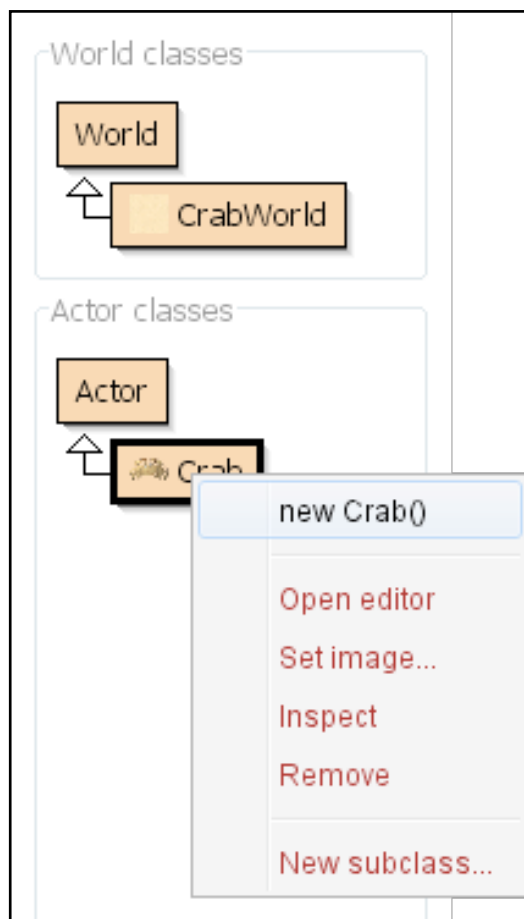 World classes
World
CrabWorld
Actor classes
Actor
Crab
new Crab()
Open editor
Set image...
Inspect
Remove
New subclass...